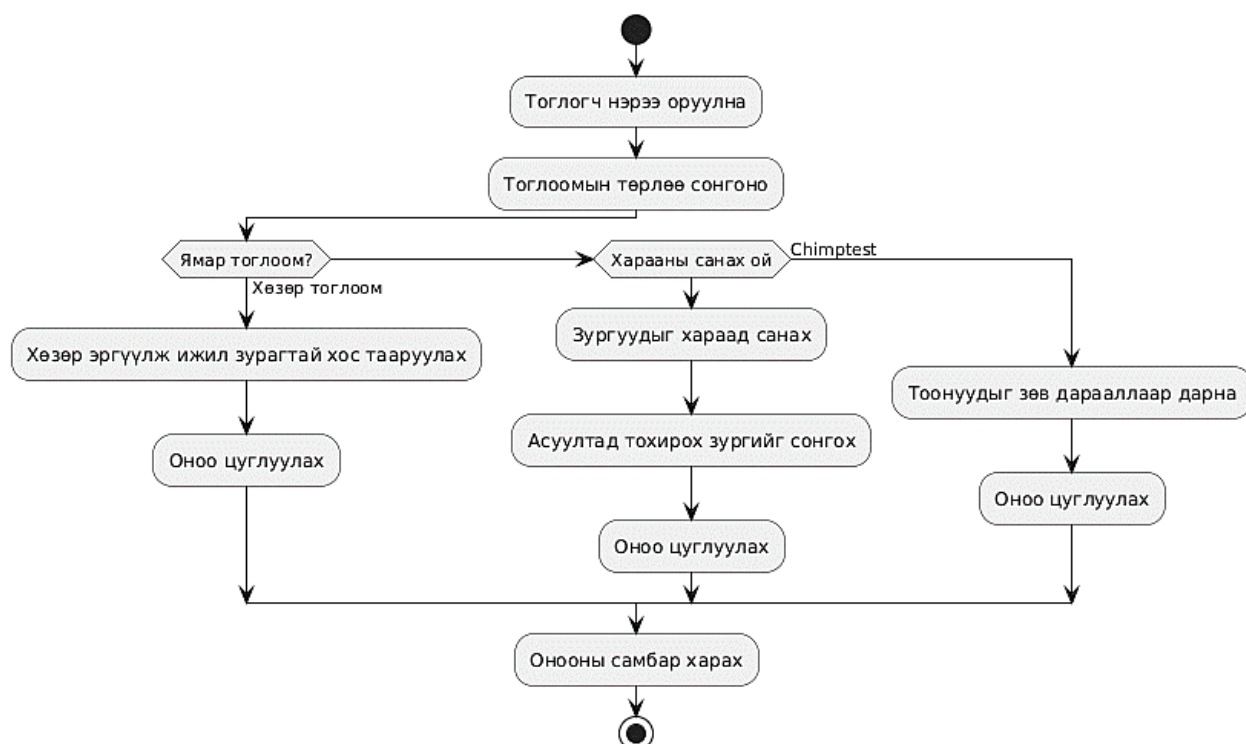 Тоглогч нэрээ оруулна
Тоглоомын төрлөө сонгоно
Ямар тоглоом?
Хөзөр тоглоом
Хөзөр эргүүлж ижил зурагтай хос тааруулах
Оноо цуглуулах
Харааны санах ой
Зургуудыг хараад санах
Асуултад тохирох зургийг сонгох
Оноо цуглуулах
Chimptest
Тоонуудыг зөв дарааллаар дарна
Оноо цуглуулах
Онооны самбар харах